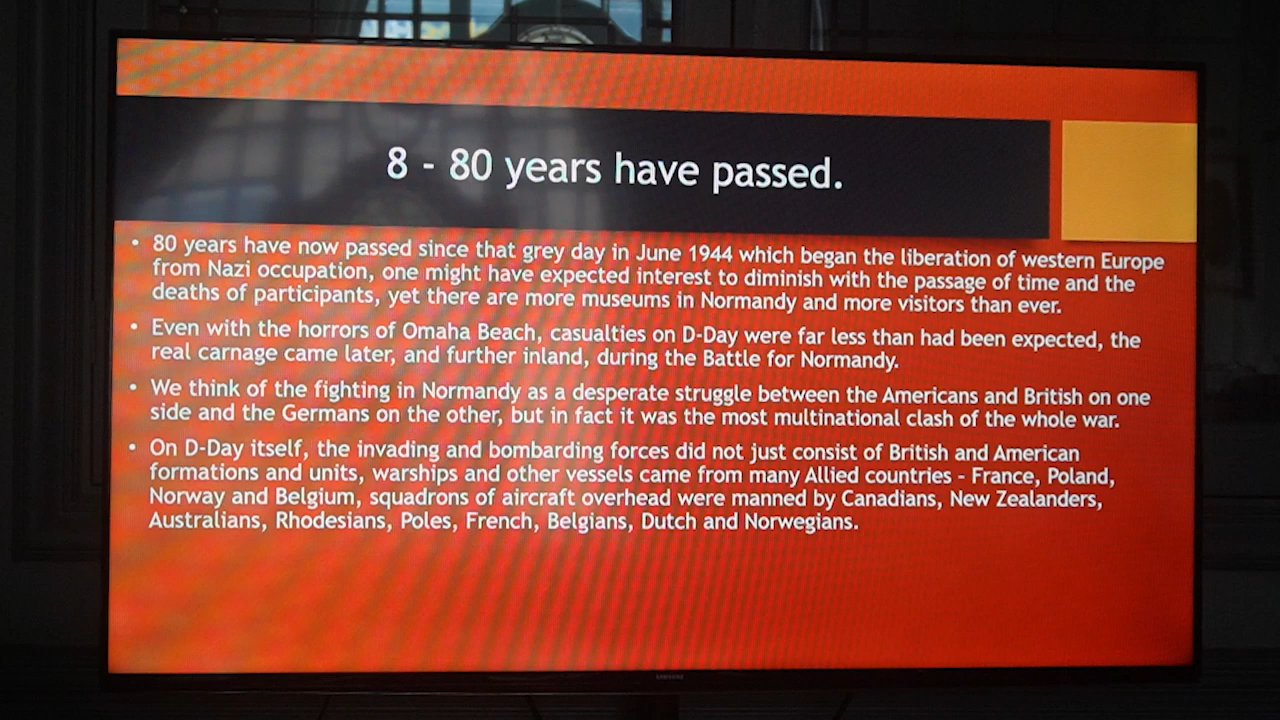 8 - 80 years have passed.
• 80 years have now passed since that grey day in June 1944 which began the liberation of western Europe
from Nazi occupation, one might have expected interest to diminish with the passage of time and the
deaths of participants, yet there are more museums in Normandy and more visitors than ever.
• Even with the horrors of Omaha Beach, casualties on D-Day were far less than had been expected, the
real carnage came later, and further inland, during the Battle for Normandy.
• We think of the fighting in Normandy as a desperate struggle between the Americans and British on one
side and the Germans on the other, but in fact it was the most multinational clash of the whole war.
• On D-Day itself, the invading and bombarding forces did not just consist of British and American
formations and units, warships and other vessels came from many Allied countries - France, Poland,
Norway and Belgium, squadrons of aircraft overhead were manned by Canadians, New Zealanders,
Australians, Rhodesians, Poles, French, Belgians, Dutch and Norwegians.
SAMSUNG